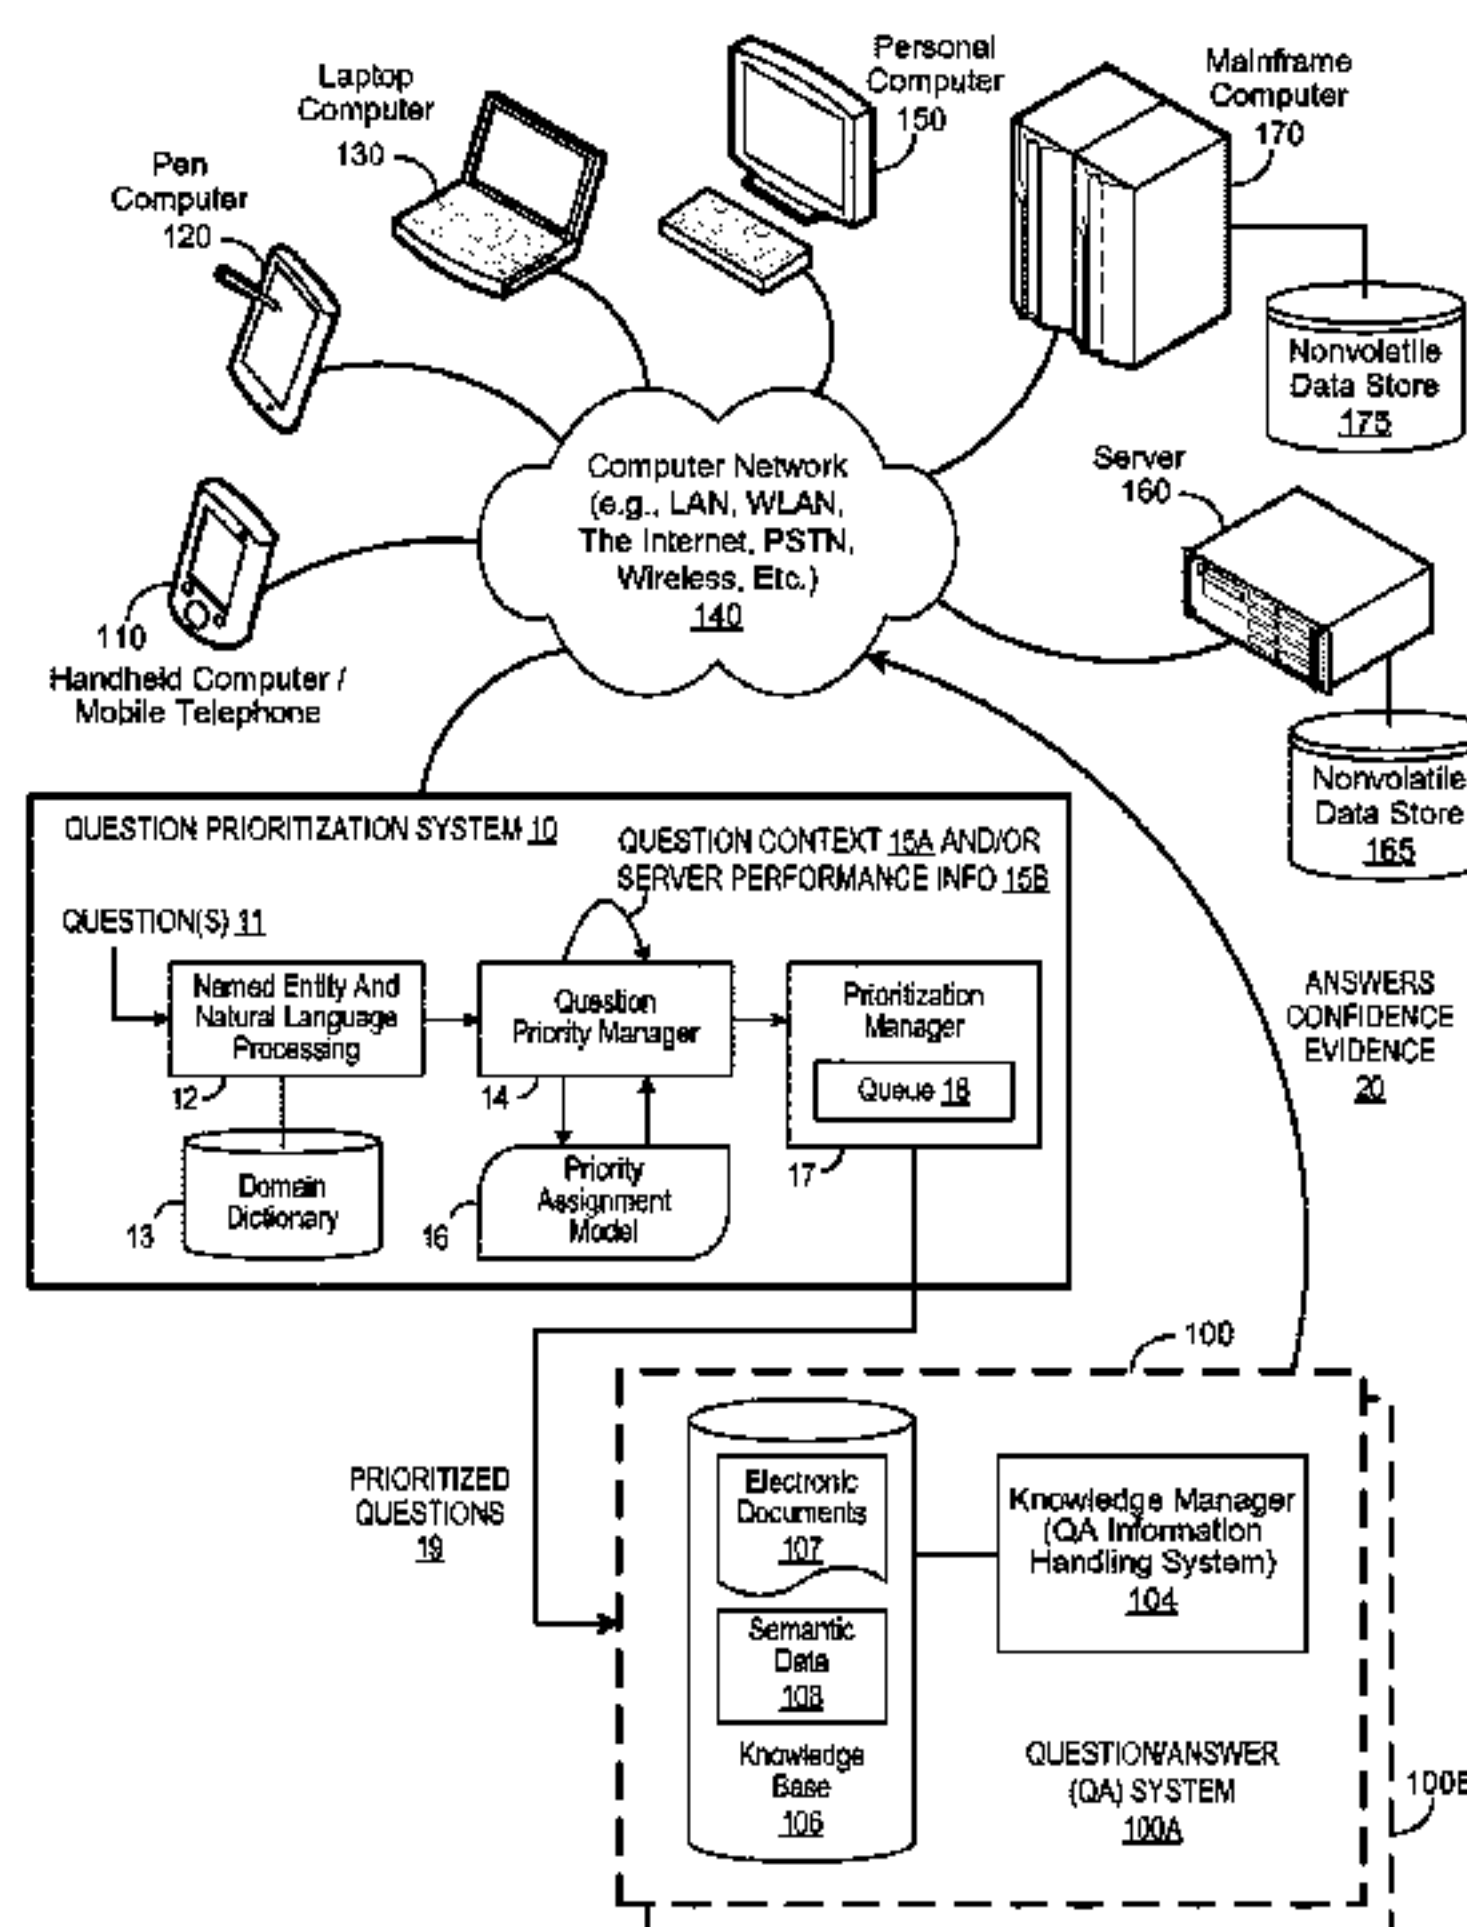 Personal
Computer
150
Mainframe
Computer
170
Laptop
Computer
130
Pen
Computer
120
Nonvolatile
Data Store
175
Computer Network
(e.g., LAN, WLAN,
The Internet, PSTN,
Wireless, Etc.)
140
Server
160
110
Handheld Computer /
Mobile Telephone
Nonvolatile
Data Store
165
QUESTION PRIORITIZATION SYSTEM 10
QUESTION CONTEXT 15A AND/OR
SERVER PERFORMANCE INFO 15B
QUESTION(S) 11
Named Entity And
Natural Language
Processing
12
Question
Priority Manager
14
Prioritization
Manager
Queue 18
17
Domain
Dictionary
13
Priority
Assignment
Model
16
ANSWERS
CONFIDENCE
EVIDENCE
20
100
PRIORITIZED
QUESTIONS
19
Electronic
Documents
107
Semantic
Data
108
Knowledge
Base
106
Knowledge Manager
(QA Information
Handling System)
104
QUESTION/ANSWER
(QA) SYSTEM
100A
100B